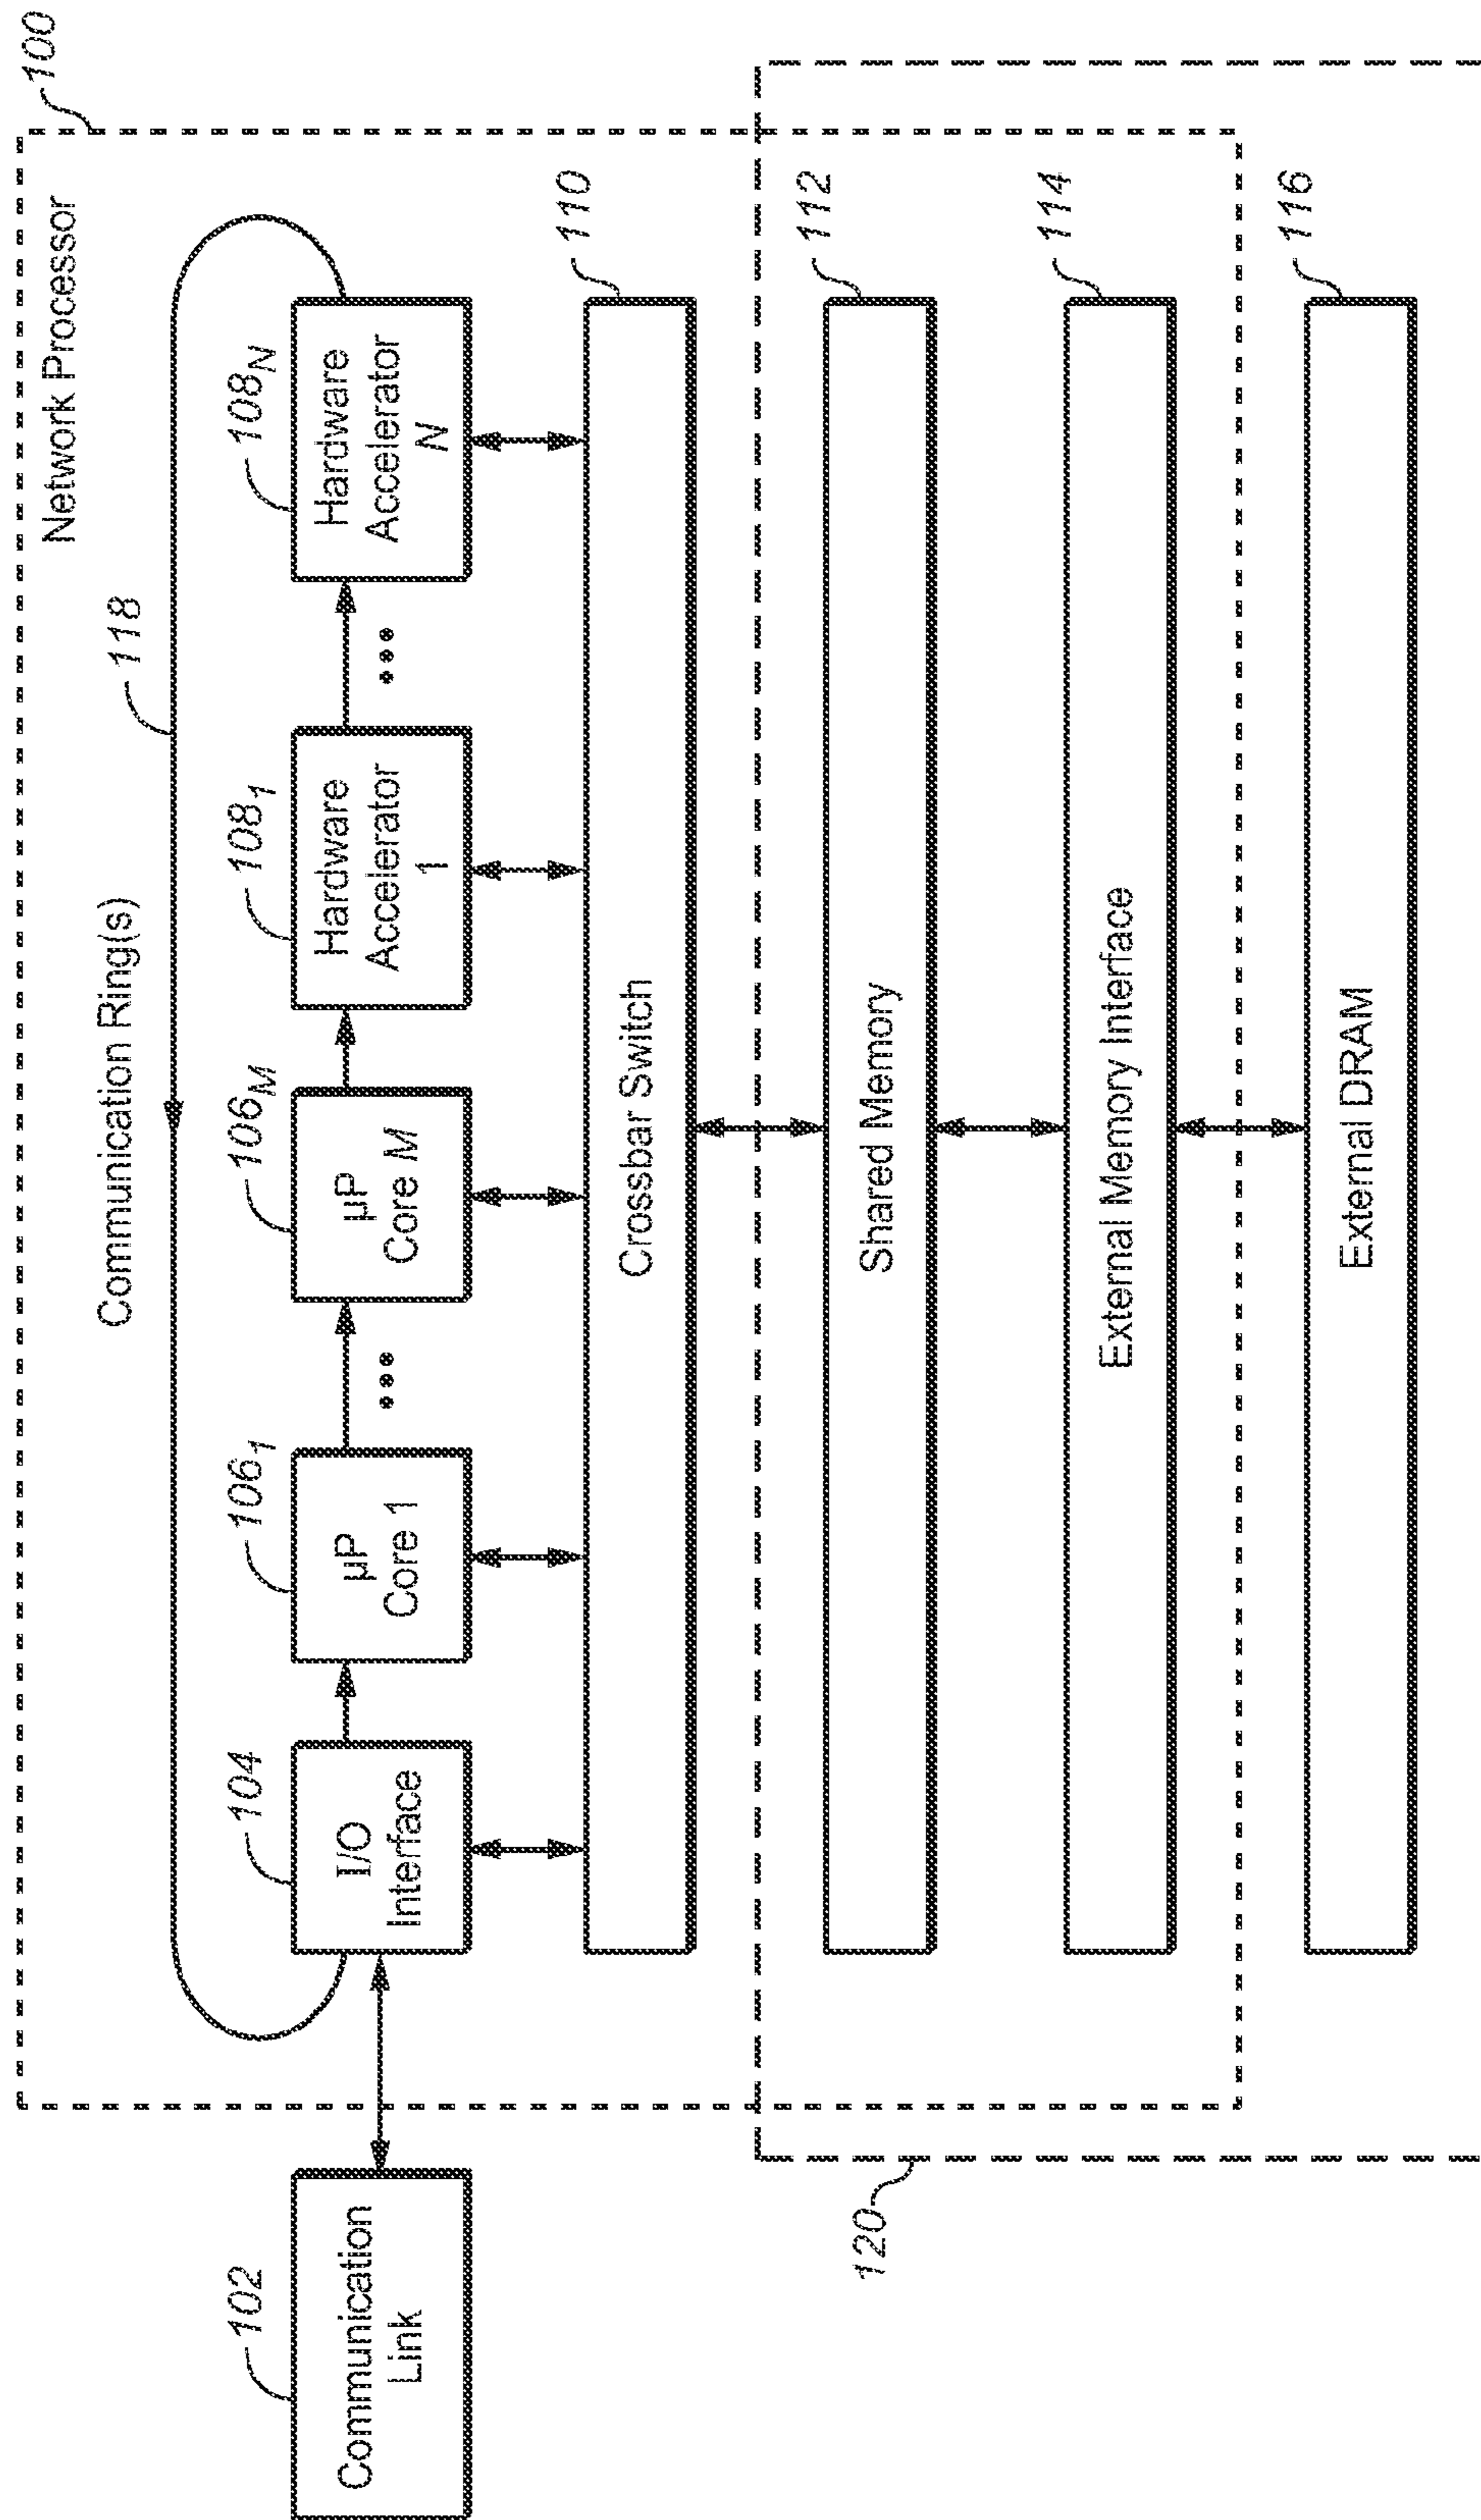 100
Network Processor
118
Communication Ring(s)
102
104
106₁
106M
108₁
108N
Communication
Link
I/O
Interface
µP
Core 1
•••
µP
Core M
Hardware
Accelerator
1
•••
Hardware
Accelerator
N
110
Crossbar Switch
112
Shared Memory
120
114
External Memory Interface
116
External DRAM